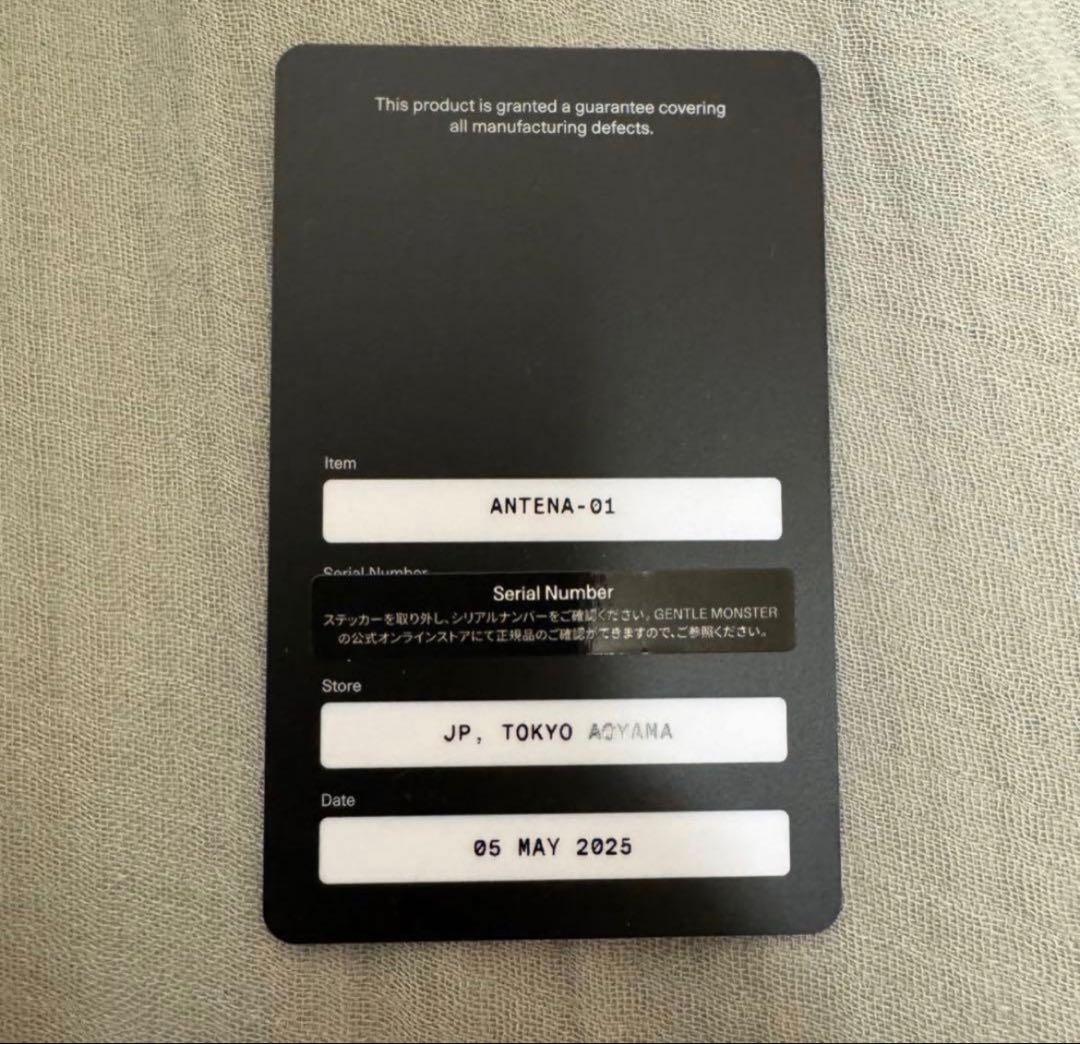 This product is granted a guarantee covering
all manufacturing defects.
Item
ANTENA-01
Serial Number
Serial Number
ステッカーを取り外し、シリアルナンバーをご確認ください。GENTLE MONSTER
の公式オンラインストアにて正規品のご確認ができますので、ご参照ください。
Store
JP, TOKYO AOYAMA
Date
05 MAY 2025